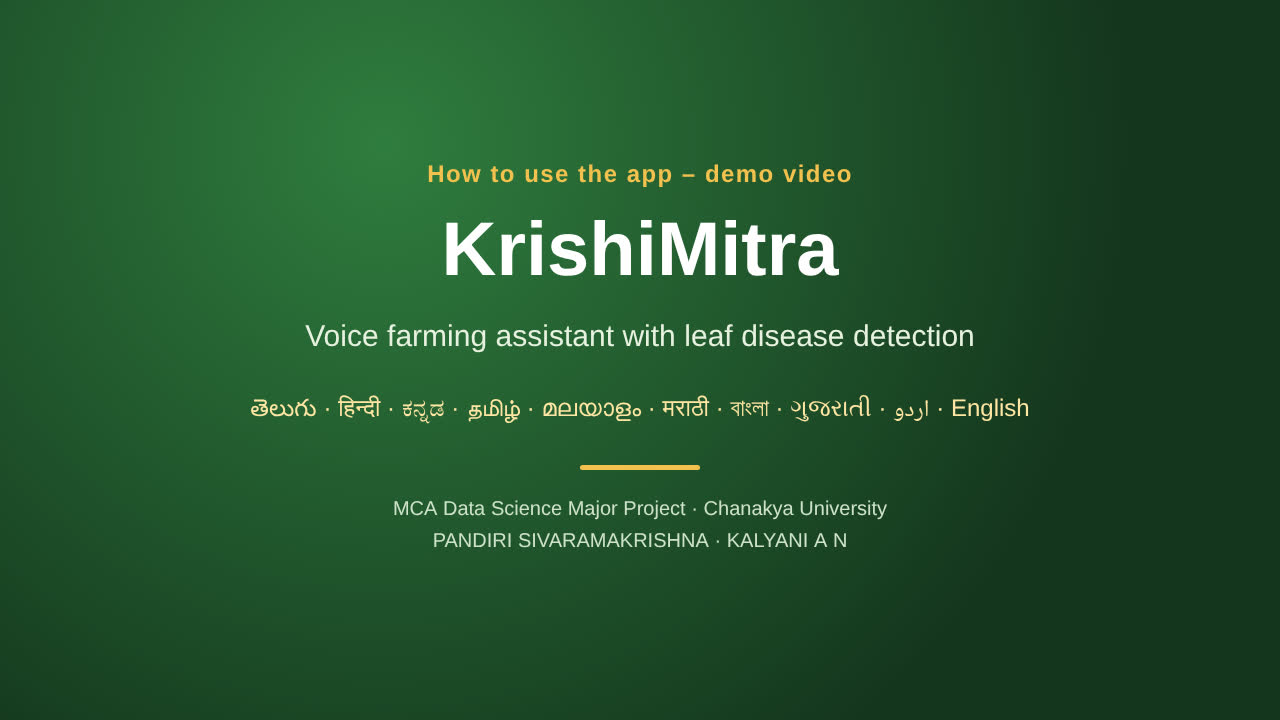 How to use the app – demo video
KrishiMitra
Voice farming assistant with leaf disease detection
తెలుగు · हिन्दी · ಕನ್ನಡ · தமிழ் · മലയാളം · मराठी · বাংলা · ગુજરાતી · اردو · English
MCA Data Science Major Project · Chanakya University
PANDIRI SIVARAMAKRISHNA · KALYANI A N